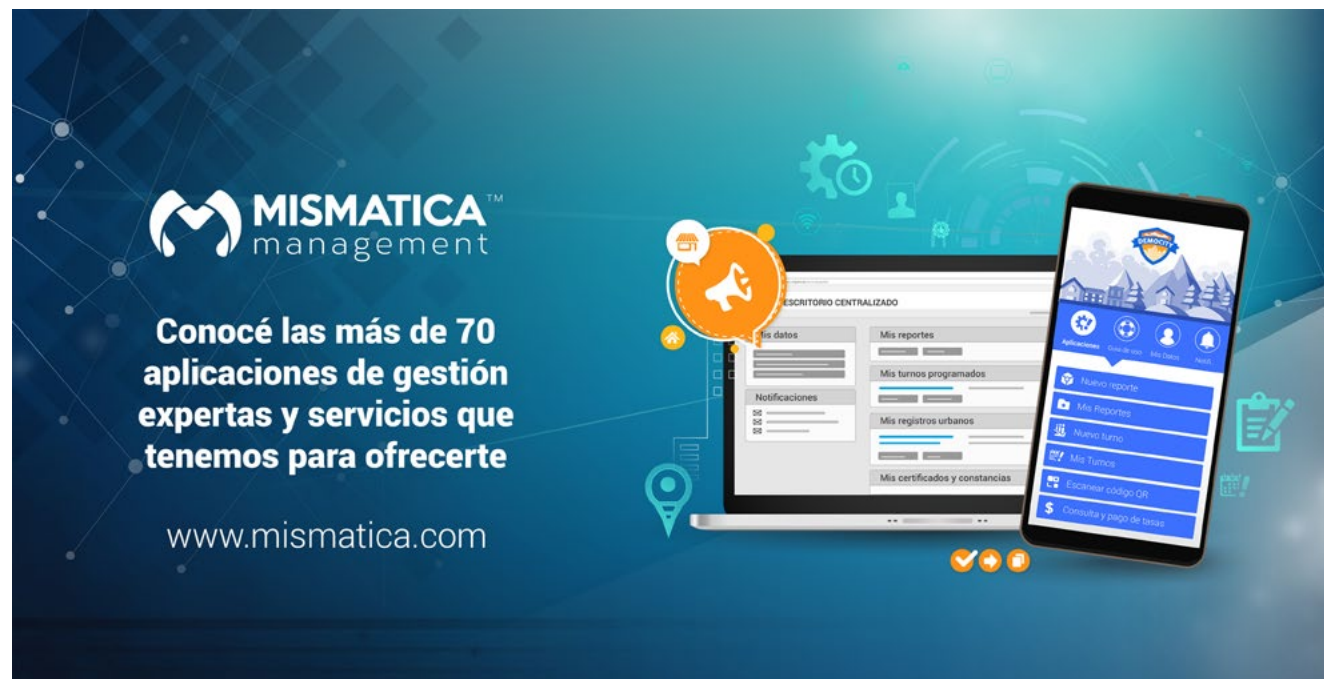 MISMATICA™
management
Conocé las más de 70
aplicaciones de gestión
expertas y servicios que
tenemos para ofrecerte
www.mismatica.com
ESCRITORIO CENTRALIZADO
Mis datos
Notificaciones
Mis reportes
Mis turnos programados
Mis registros urbanos
Mis certificados y constancias
DEMOCITY
Aplicaciones
Guía de uso
Mis Datos
Notifi
Nuevo reporte
Mis Reportes
Nuevo turno
Mis Turnos
Escanear código QR
$ Consulta y pago de tasas